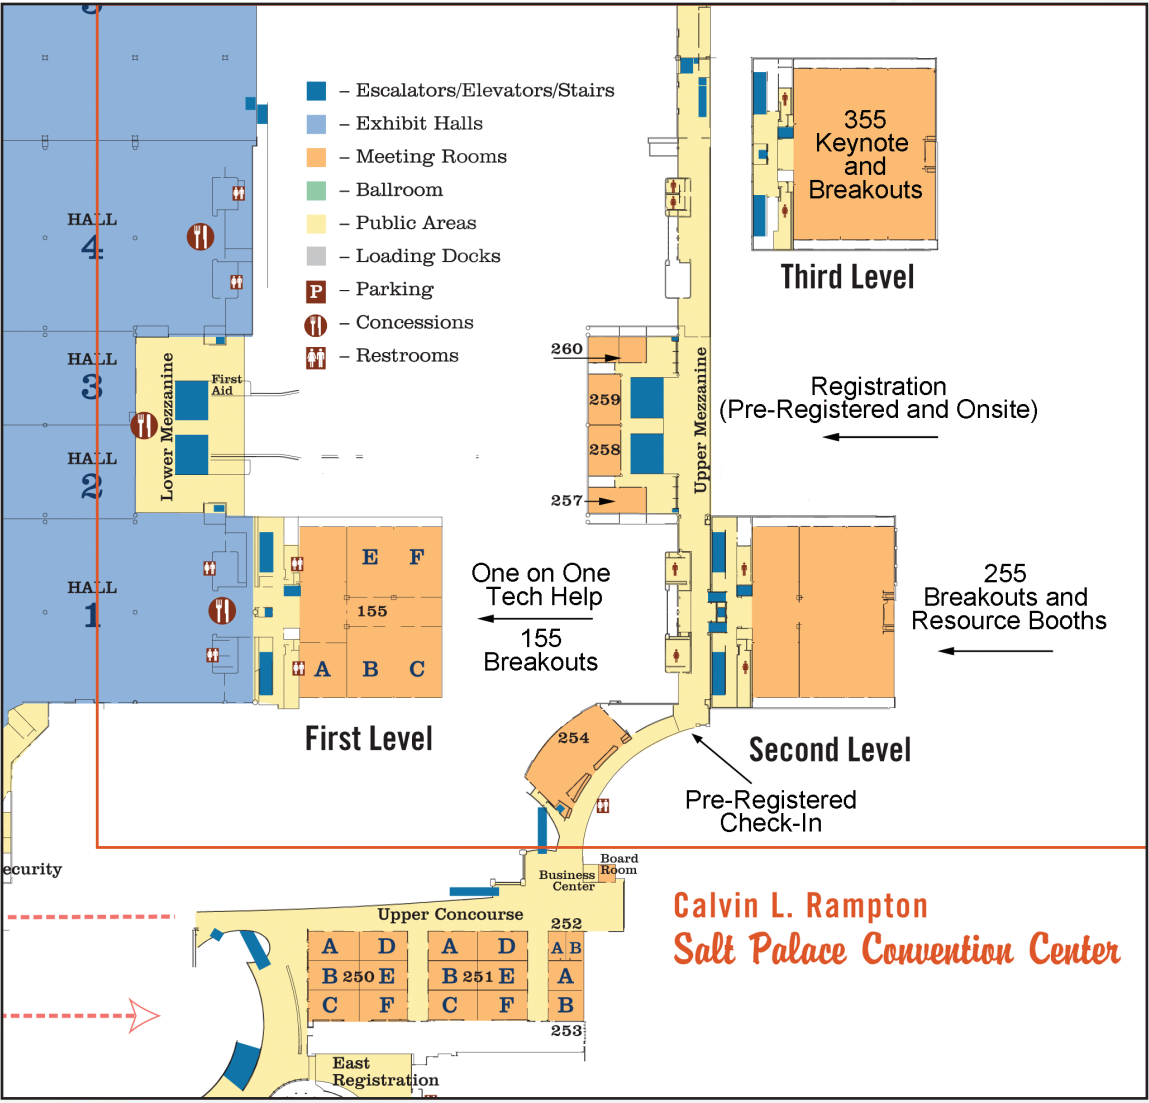 – Escalators/Elevators/Stairs
– Exhibit Halls
– Meeting Rooms
– Ballroom
– Public Areas
– Loading Docks
P – Parking
– Concessions
– Restrooms
355
Keynote
and
Breakouts
Third Level
HALL
4
HALL
3
HALL
2
HALL
1
Lower Mezzanine
First
Aid
260
259
258
257
Upper Mezzanine
Registration
(Pre-Registered and Onsite)
E F
155
A B C
First Level
One on One
Tech Help
155
Breakouts
255
Breakouts and
Resource Booths
Second Level
254
Pre-Registered
Check-In
ecurity
Board
Room
Business
Center
Upper Concourse
252
A D
B 250 E
C F
A D
B 251 E
C F
A B
A
B
253
East
Registration
Calvin L. Rampton
Salt Palace Convention Center